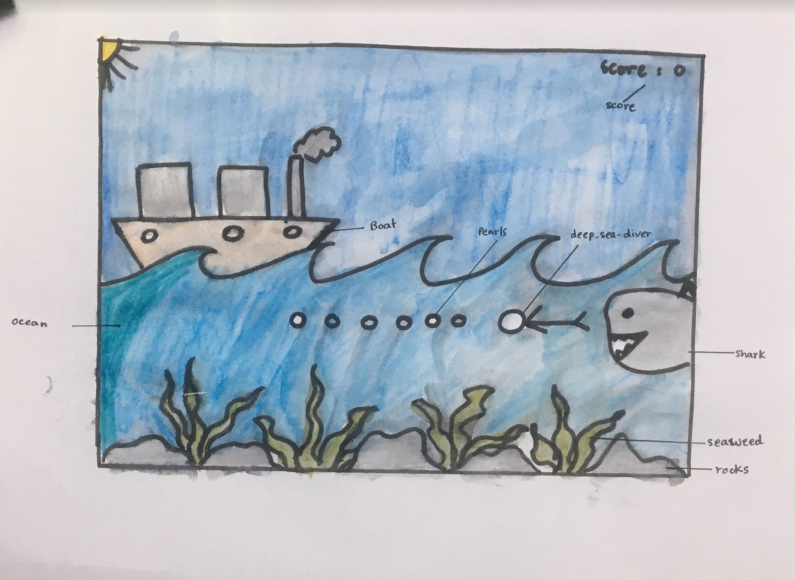 score : 0
score
Boat
Pearls
deep-sea-diver
ocean
shark
seaweed
rocks